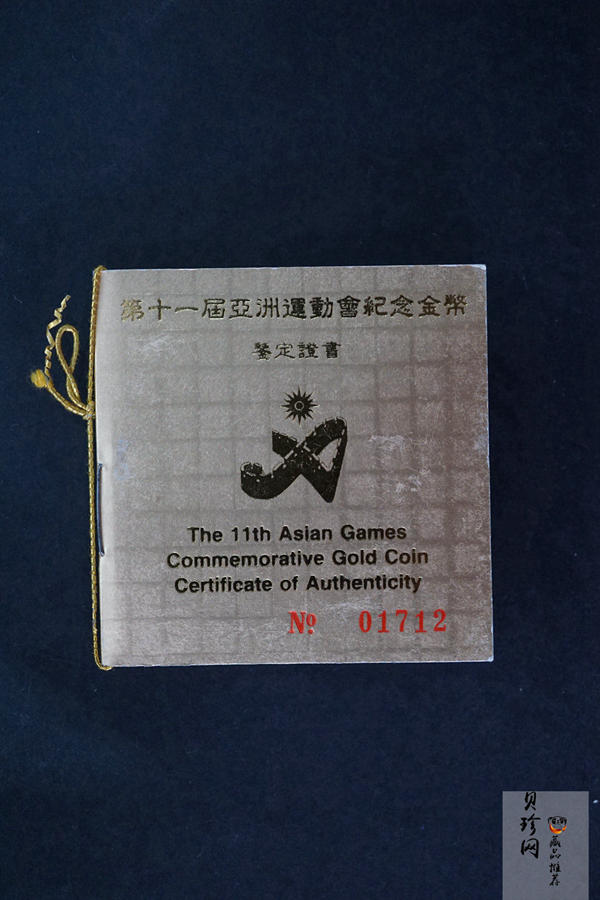 第十一屆亞洲運動會紀念金幣
鑒定證書
The 11th Asian Games
Commemorative Gold Coin
Certificate of Authenticity
№ 01712
贝珍网
藏品推荐